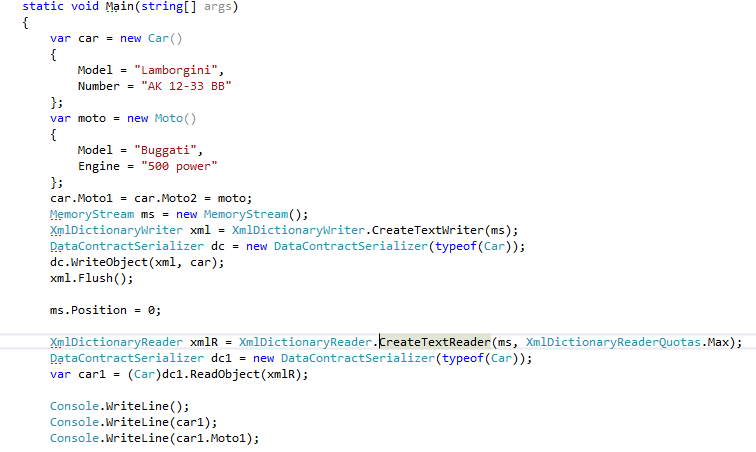 static void Main(string[] args)
{
var car = new Car()
{
Model = "Lamborgini",
Number = "AK 12-33 BB"
};
var moto = new Moto()
{
Model = "Buggati",
Engine = "500 power"
};
car.Moto1 = car.Moto2 = moto;
MemoryStream ms = new MemoryStream();
XmlDictionaryWriter xml = XmlDictionaryWriter.CreateTextWriter(ms);
DataContractSerializer dc = new DataContractSerializer(typeof(Car));
dc.WriteObject(xml, car);
xml.Flush();
ms.Position = 0;
XmlDictionaryReader xmlR = XmlDictionaryReader.CreateTextReader(ms, XmlDictionaryReaderQuotas.Max);
DataContractSerializer dc1 = new DataContractSerializer(typeof(Car));
var car1 = (Car)dc1.ReadObject(xmlR);
Console.WriteLine();
Console.WriteLine(car1);
Console.WriteLine(car1.Moto1);